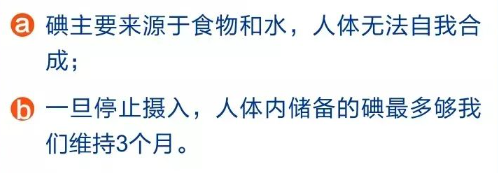 a 碘主要来源于食物和水，人体无法自我合
成；
b 一旦停止摄入，人体内储备的碘最多够我
们维持3个月。